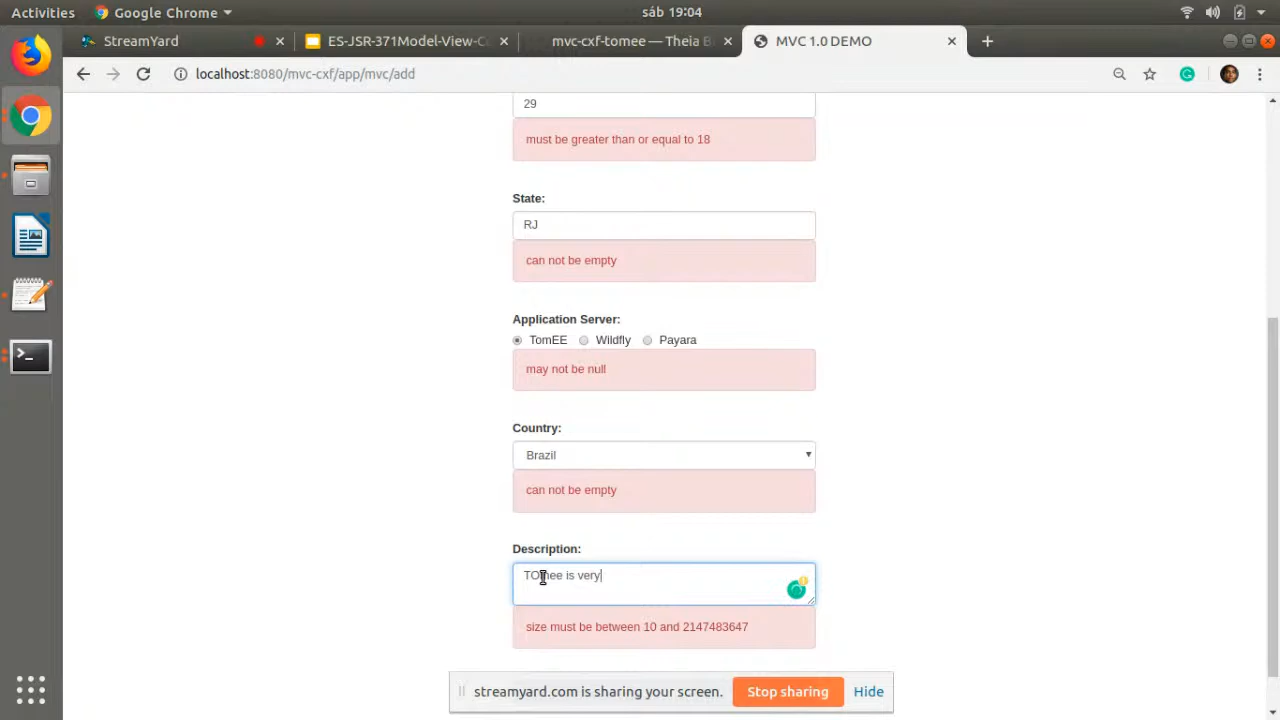 Activities
Google Chrome
sáb 19:04
StreamYard
ES-JSR-371Model-View-Co
mvc-cxf-tomee — Theia B
MVC 1.0 DEMO
localhost:8080/mvc-cxf/app/mvc/add
29
must be greater than or equal to 18
State:
RJ
can not be empty
Application Server:
TomEE Wildfly Payara
may not be null
Country:
Brazil
can not be empty
Description:
TOmee is very
size must be between 10 and 2147483647
streamyard.com is sharing your screen. Stop sharing Hide